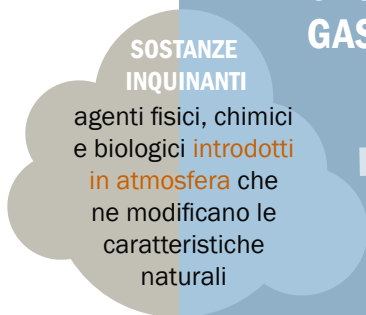 GAS
SOSTANZE
INQUINANTI
agenti fisici, chimici
e biologici introdotti
in atmosfera che
ne modificano le
caratteristiche
naturali